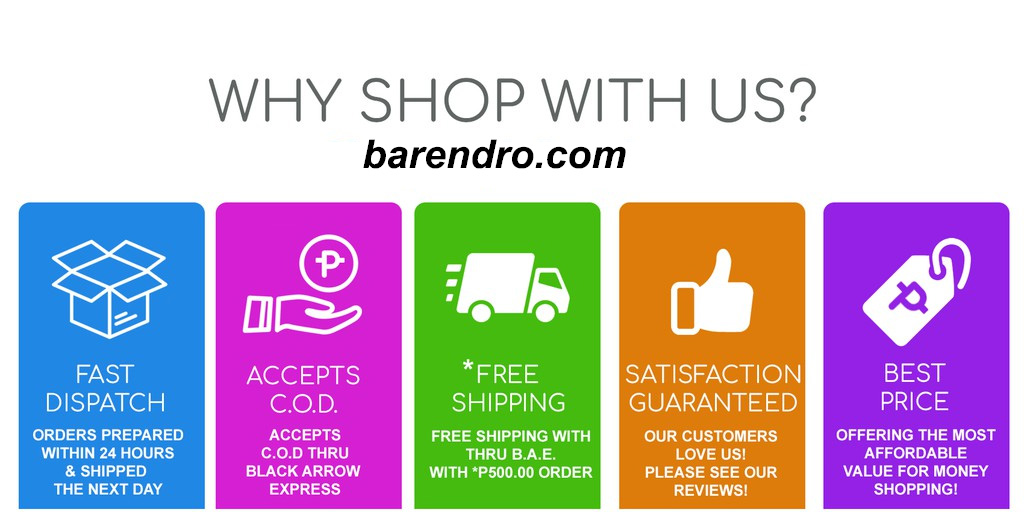 WHY SHOP WITH US?
barendro.com
FAST
DISPATCH
ORDERS PREPARED
WITHIN 24 HOURS
& SHIPPED
THE NEXT DAY
ACCEPTS
C.O.D.
ACCEPTS
C.O.D THRU
BLACK ARROW
EXPRESS
*FREE
SHIPPING
FREE SHIPPING WITH
THRU B.A.E.
WITH *P500.00 ORDER
SATISFACTION
GUARANTEED
OUR CUSTOMERS
LOVE US!
PLEASE SEE OUR
REVIEWS!
BEST
PRICE
OFFERING THE MOST
AFFORDABLE
VALUE FOR MONEY
SHOPPING!